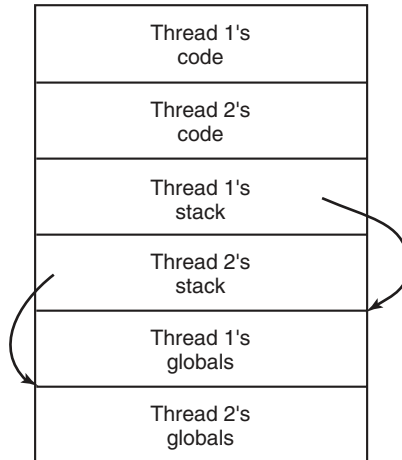 Thread 1's
code
Thread 2's
code
Thread 1's
stack
Thread 2's
stack
Thread 1's
globals
Thread 2's
globals